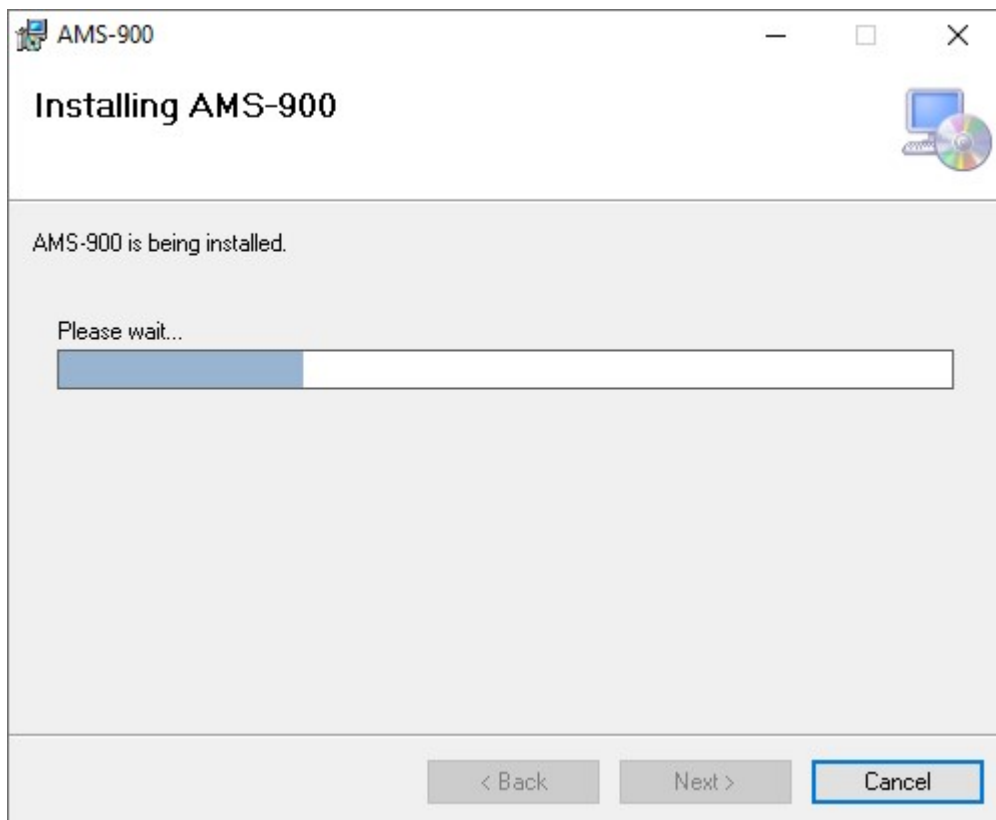 AMS-900
Installing AMS-900
AMS-900 is being installed.
Please wait...
< Back
Next >
Cancel